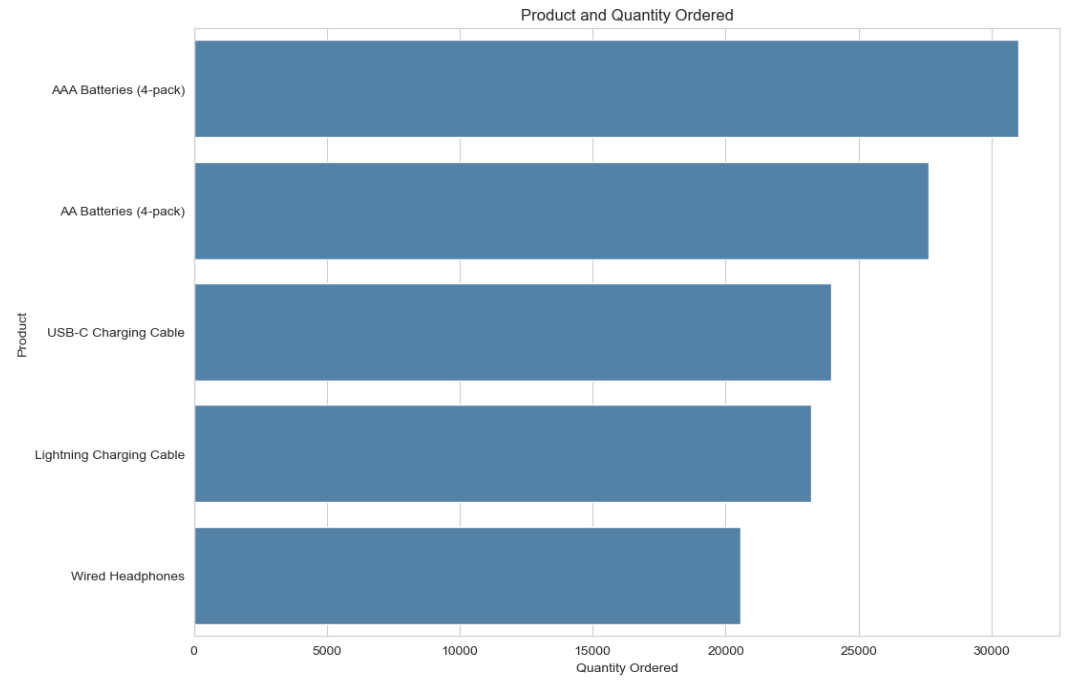 Product and Quantity Ordered
AAA Batteries (4-pack)
AA Batteries (4-pack)
USB-C Charging Cable
Lightning Charging Cable
Wired Headphones
Product
0 5000 10000 15000 20000 25000 30000
Quantity Ordered